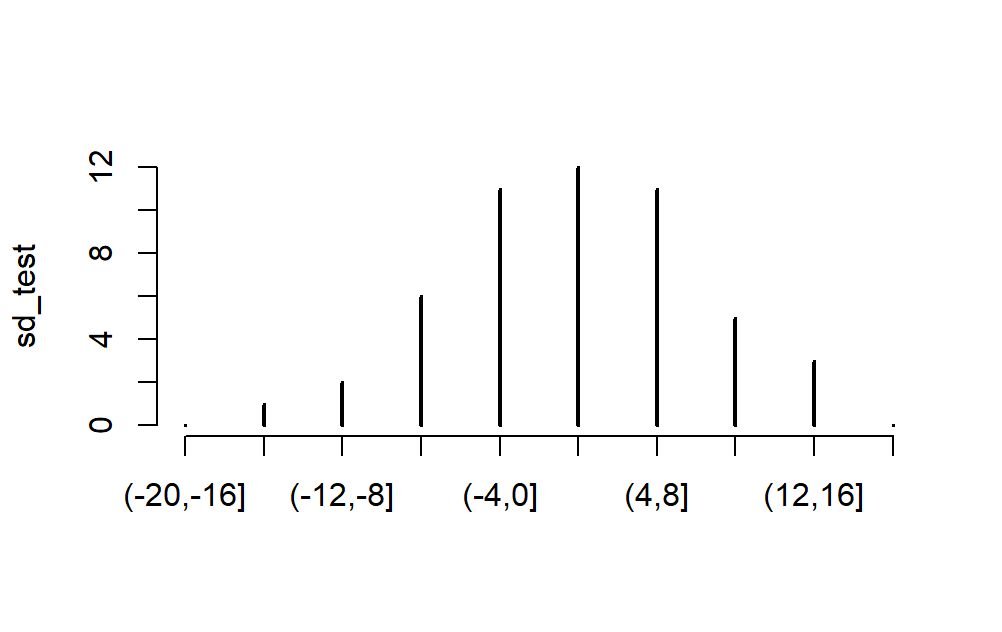 sd_test
12
8
4
0
(-20,-16] (-12,-8] (-4,0] (4,8] (12,16]